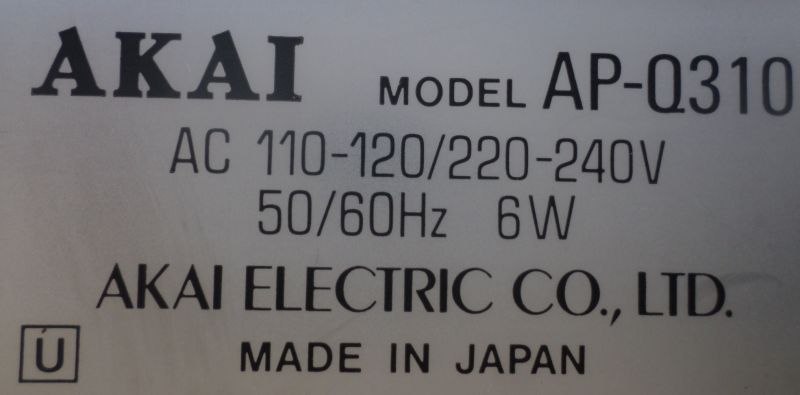 AKAI MODEL AP-Q310
AC 110-120/220-240V
50/60Hz 6W
AKAI ELECTRIC CO., LTD.
U MADE IN JAPAN